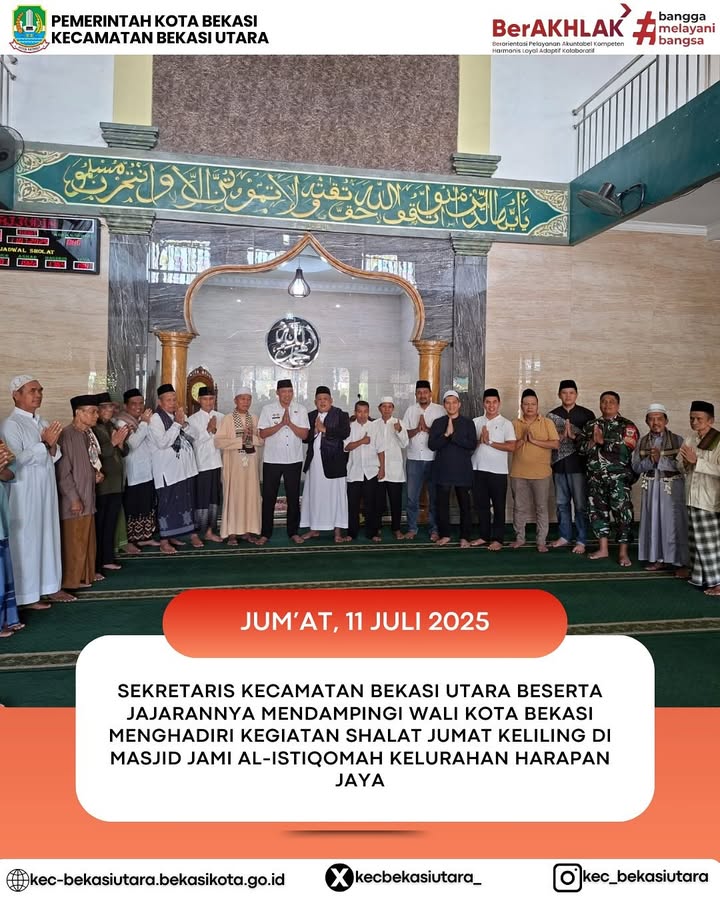 PEMERINTAH KOTA BEKASI
KECAMATAN BEKASI UTARA
BerAKHLAK
Berorientasi Pelayanan Akuntabel Kompeten
Harmonis Loyal Adaptif Kolaboratif
#bangga
melayani
bangsa
JADWAL SHOLAT
JUM’AT, 11 JULI 2025
SEKRETARIS KECAMATAN BEKASI UTARA BESERTA
JAJARANNYA MENDAMPINGI WALI KOTA BEKASI
MENGHADIRI KEGIATAN SHALAT JUMAT KELILING DI
MASJID JAMI AL-ISTIQOMAH KELURAHAN HARAPAN
JAYA
kec-bekasiutara.bekasikota.go.id
kecbekasiutara_
kec_bekasiutara